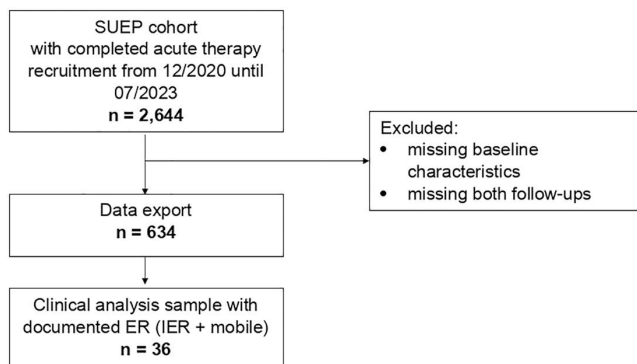 SUEP cohort
with completed acute therapy
recruitment from 12/2020 until
07/2023
n = 2,644
Excluded:
• missing baseline
characteristics
• missing both follow-ups
Data export
n = 634
Clinical analysis sample with
documented ER (IER + mobile)
n = 36